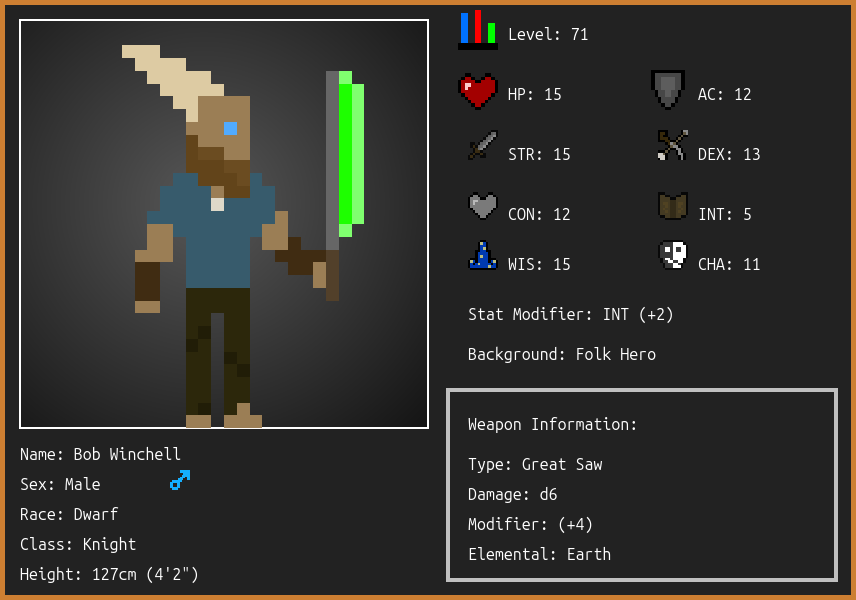 Level: 71
HP: 15
AC: 12
STR: 15
DEX: 13
CON: 12
INT: 5
WIS: 15
CHA: 11
Stat Modifier: INT (+2)
Background: Folk Hero
Weapon Information:
Type: Great Saw
Damage: d6
Modifier: (+4)
Elemental: Earth
Name: Bob Winchell
Sex: Male
Race: Dwarf
Class: Knight
Height: 127cm (4'2")